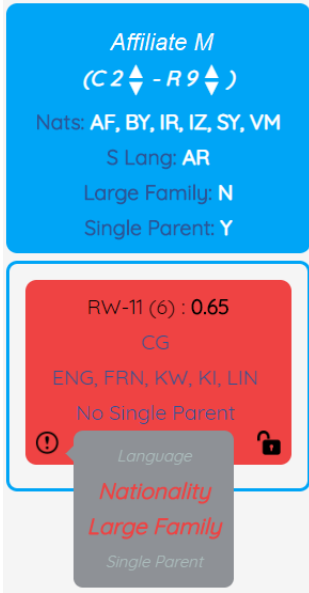 Affiliate M
(C 2 - R 9 )
Nats: AF, BY, IR, IZ, SY, VM
S Lang: AR
Large Family: N
Single Parent: Y
RW-11 (6) : 0.65
CG
ENG, FRN, KW, KI, LIN
No Single Parent
Language
Nationality
Large Family
Single Parent